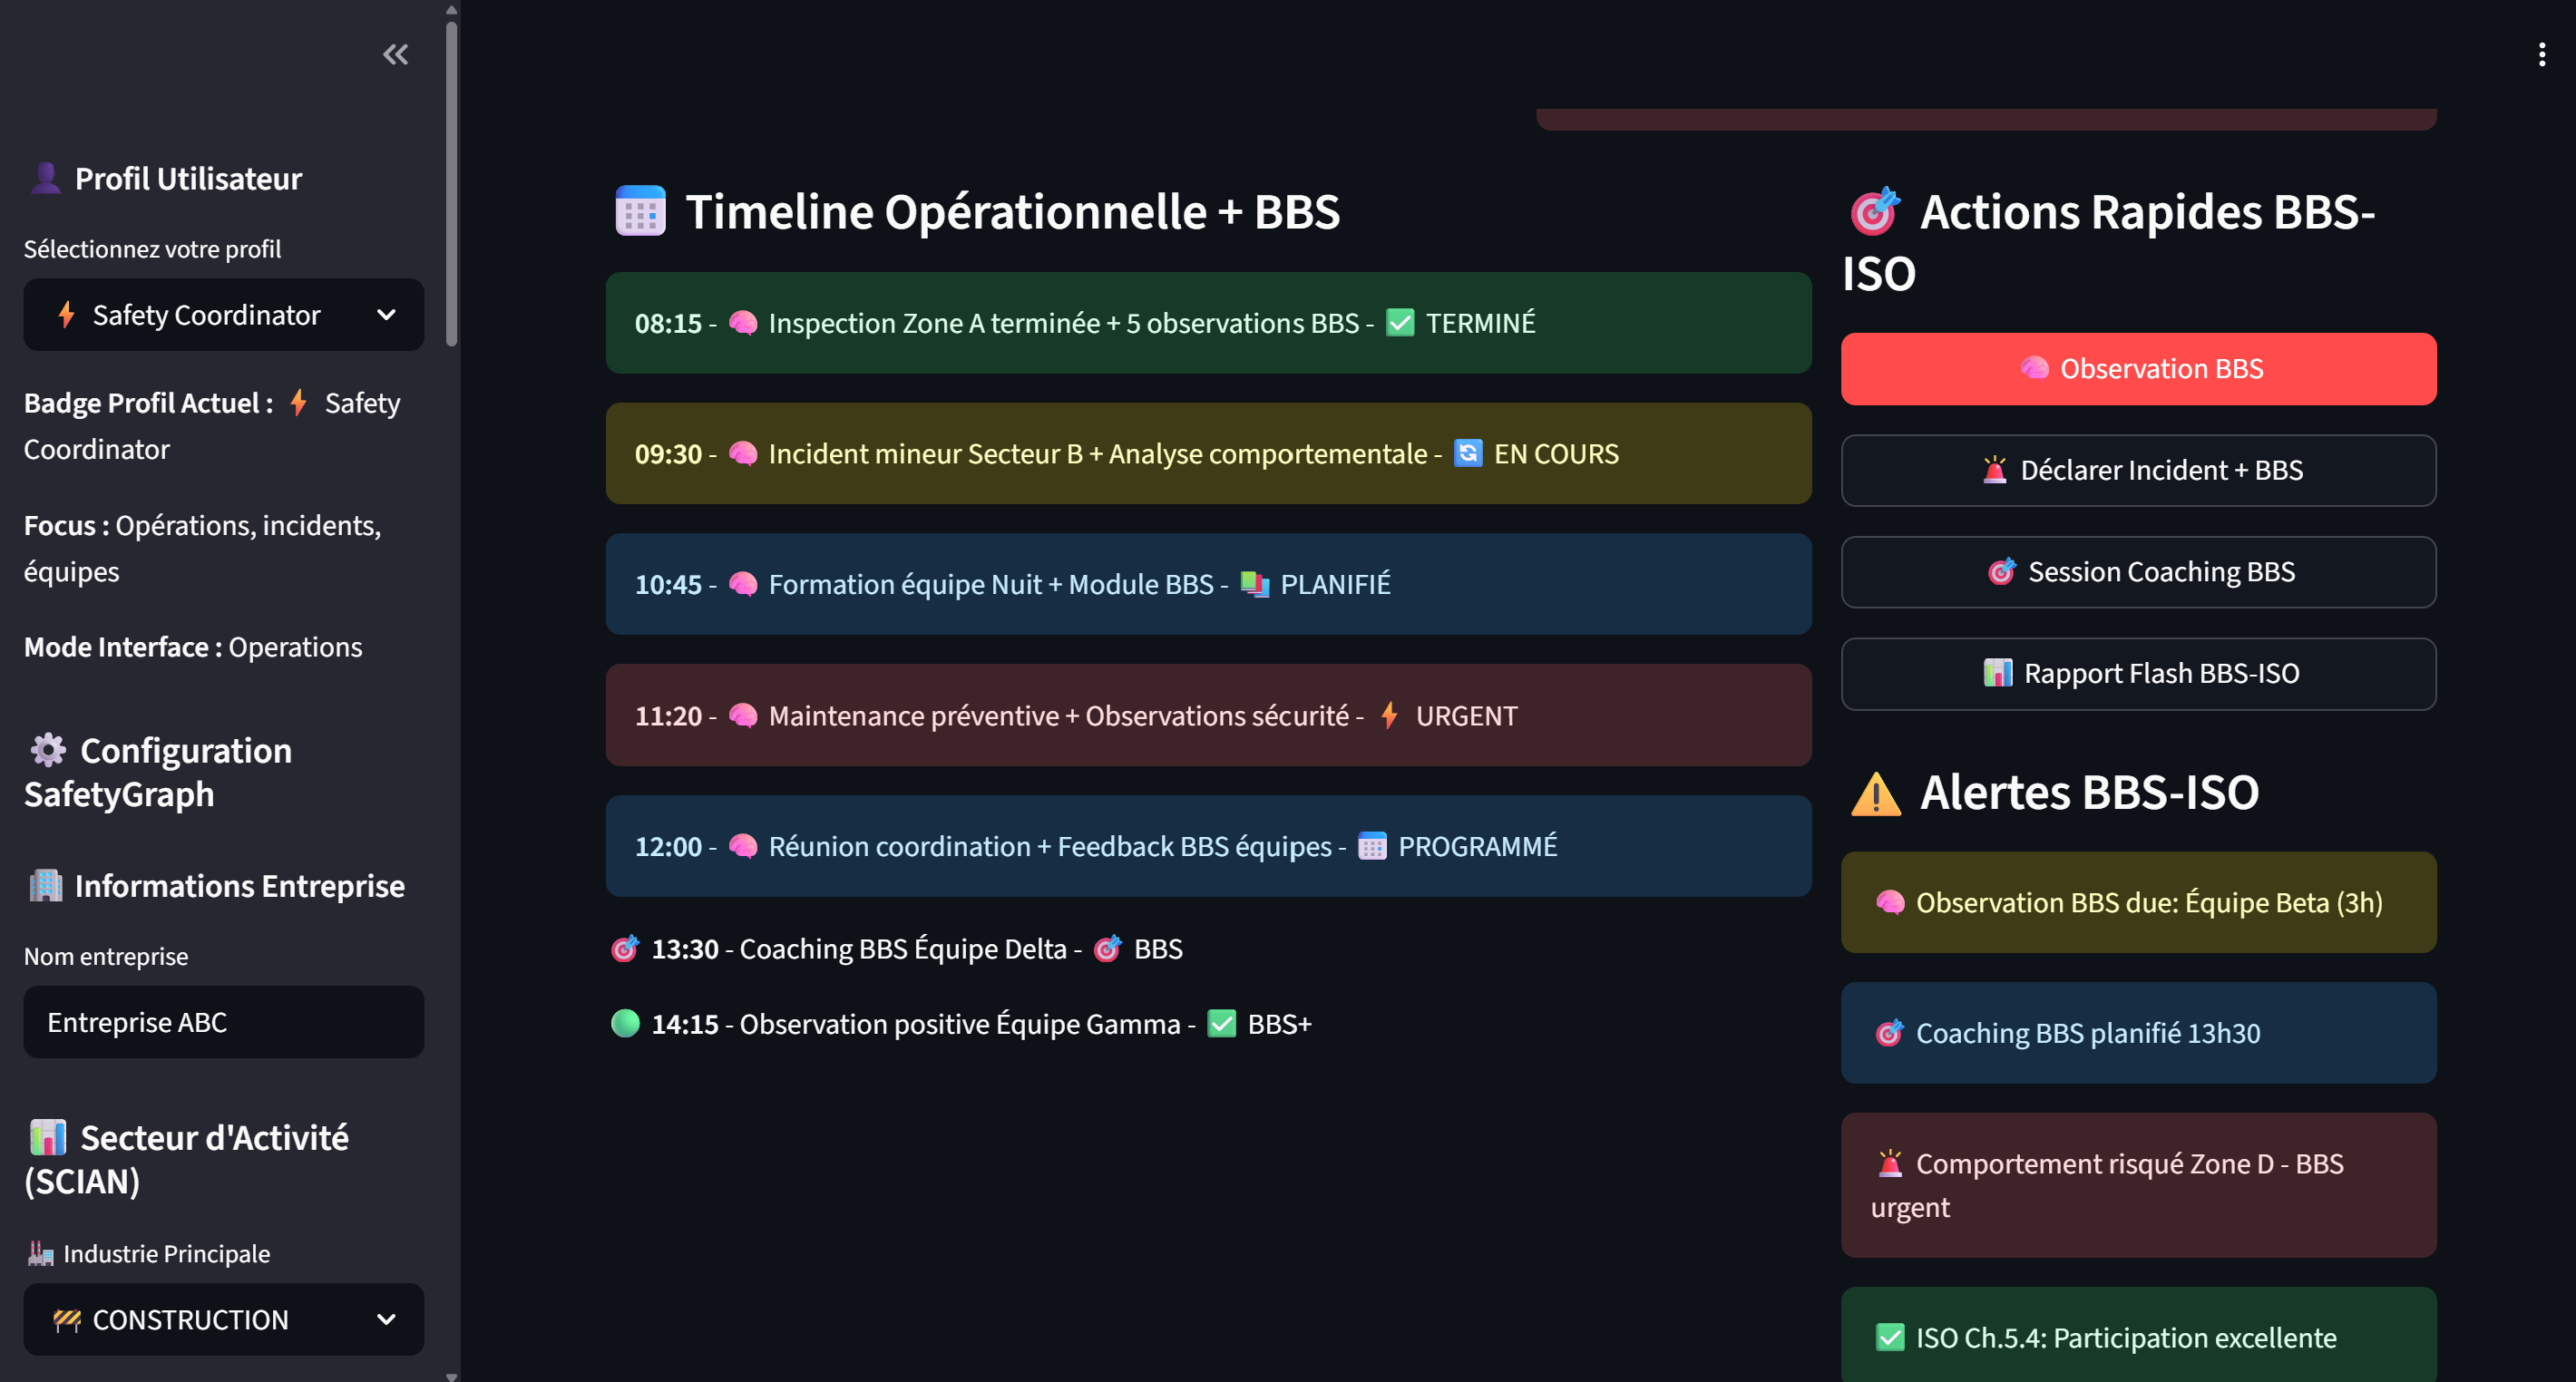 Profil Utilisateur
Sélectionnez votre profil
Safety Coordinator
Badge Profil Actuel : Safety
Coordinator
Focus : Opérations, incidents,
équipes
Mode Interface : Operations
Configuration
SafetyGraph
Informations Entreprise
Nom entreprise
Entreprise ABC
Secteur d'Activité
(SCIAN)
Industrie Principale
CONSTRUCTION
Timeline Opérationnelle + BBS
08:15 - Inspection Zone A terminée + 5 observations BBS - TERMINÉ
09:30 - Incident mineur Secteur B + Analyse comportementale - EN COURS
10:45 - Formation équipe Nuit + Module BBS - PLANIFIÉ
11:20 - Maintenance préventive + Observations sécurité - URGENT
12:00 - Réunion coordination + Feedback BBS équipes - PROGRAMMÉ
13:30 - Coaching BBS Équipe Delta - BBS
14:15 - Observation positive Équipe Gamma - BBS+
Actions Rapides BBS-
ISO
Observation BBS
Déclarer Incident + BBS
Session Coaching BBS
Rapport Flash BBS-ISO
Alertes BBS-ISO
Observation BBS due: Équipe Beta (3h)
Coaching BBS planifié 13h30
Comportement risqué Zone D - BBS
urgent
ISO Ch.5.4: Participation excellente